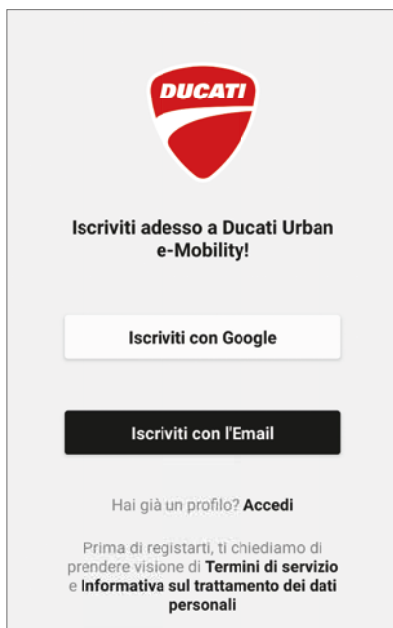 DUCATI
Iscriviti adesso a Ducati Urban
e-Mobility!
Iscriviti con Google
Iscriviti con l'Email
Hai già un profilo? Accedi
Prima di registarti, ti chiediamo di
prendere visione di Termini di servizio
e Informativa sul trattamento dei dati
personali